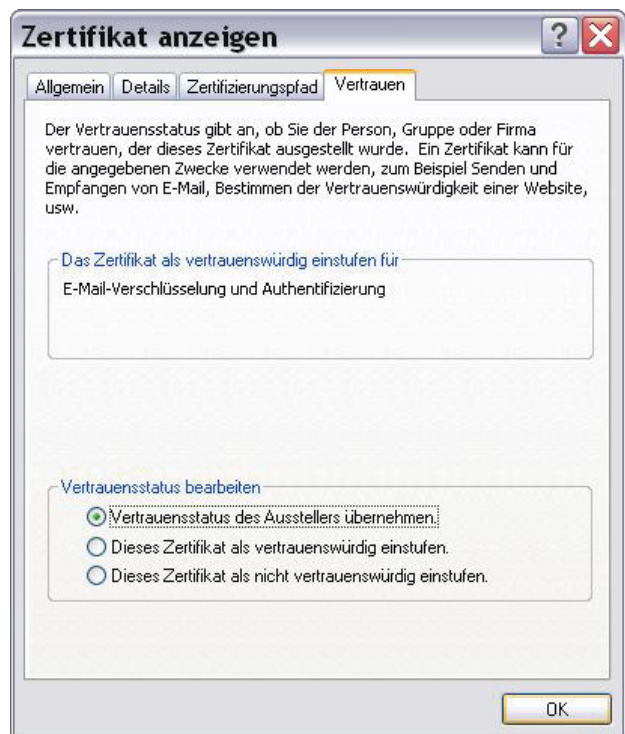 Zertifikat anzeigen
Allgemein Details Zertifizierungspfad Vertrauen
Der Vertrauensstatus gibt an, ob Sie der Person, Gruppe oder Firma
vertrauen, der dieses Zertifikat ausgestellt wurde. Ein Zertifikat kann für
die angegebenen Zwecke verwendet werden, zum Beispiel Senden und
Empfangen von E-Mail, Bestimmen der Vertrauenswürdigkeit einer Website,
usw.
Das Zertifikat als vertrauenswürdig einstufen für
E-Mail-Verschlüsselung und Authentifizierung
Vertrauensstatus bearbeiten
Vertrauensstatus des Ausstellers übernehmen.
Dieses Zertifikat als vertrauenswürdig einstufen.
Dieses Zertifikat als nicht vertrauenswürdig einstufen.
OK